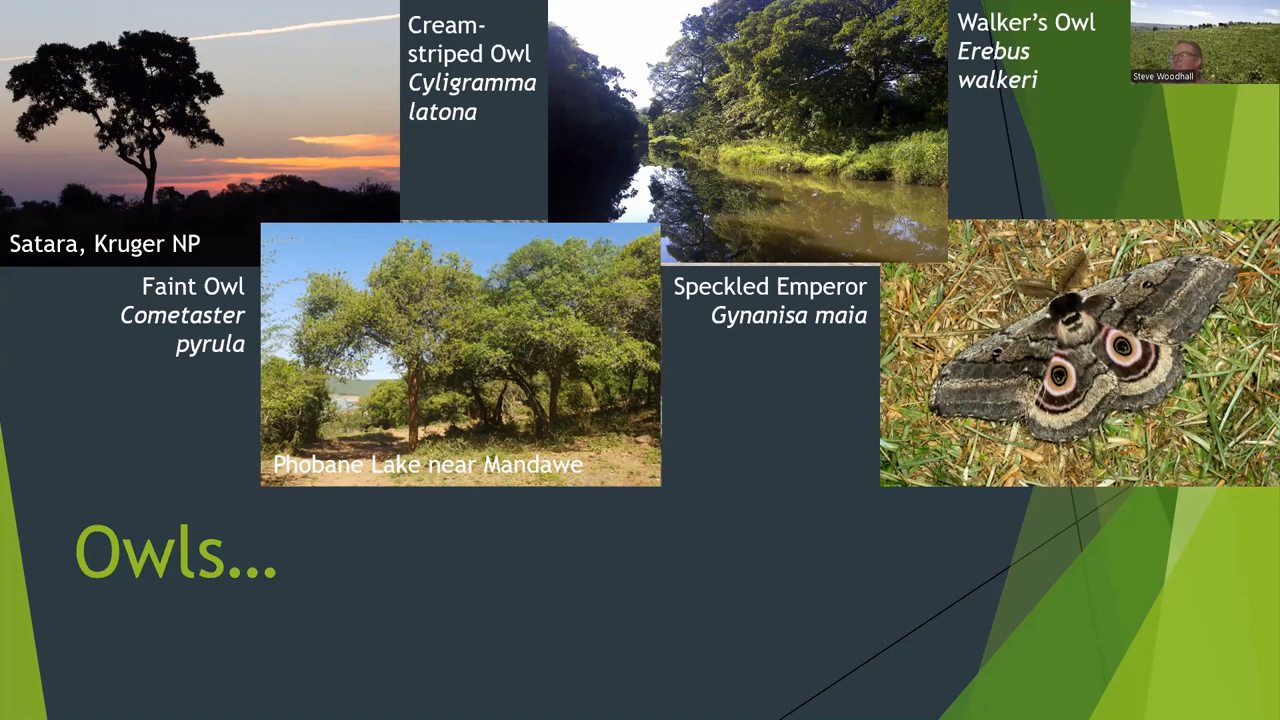 Cream-
striped Owl
Cyligramma
latona
Walker's Owl
Erebus
walkeri
Steve Woodhall
Satara, Kruger NP
Faint Owl
Cometaster
pyrula
Speckled Emperor
Gynanisa maia
Phobane Lake near Mandawe
Owls...